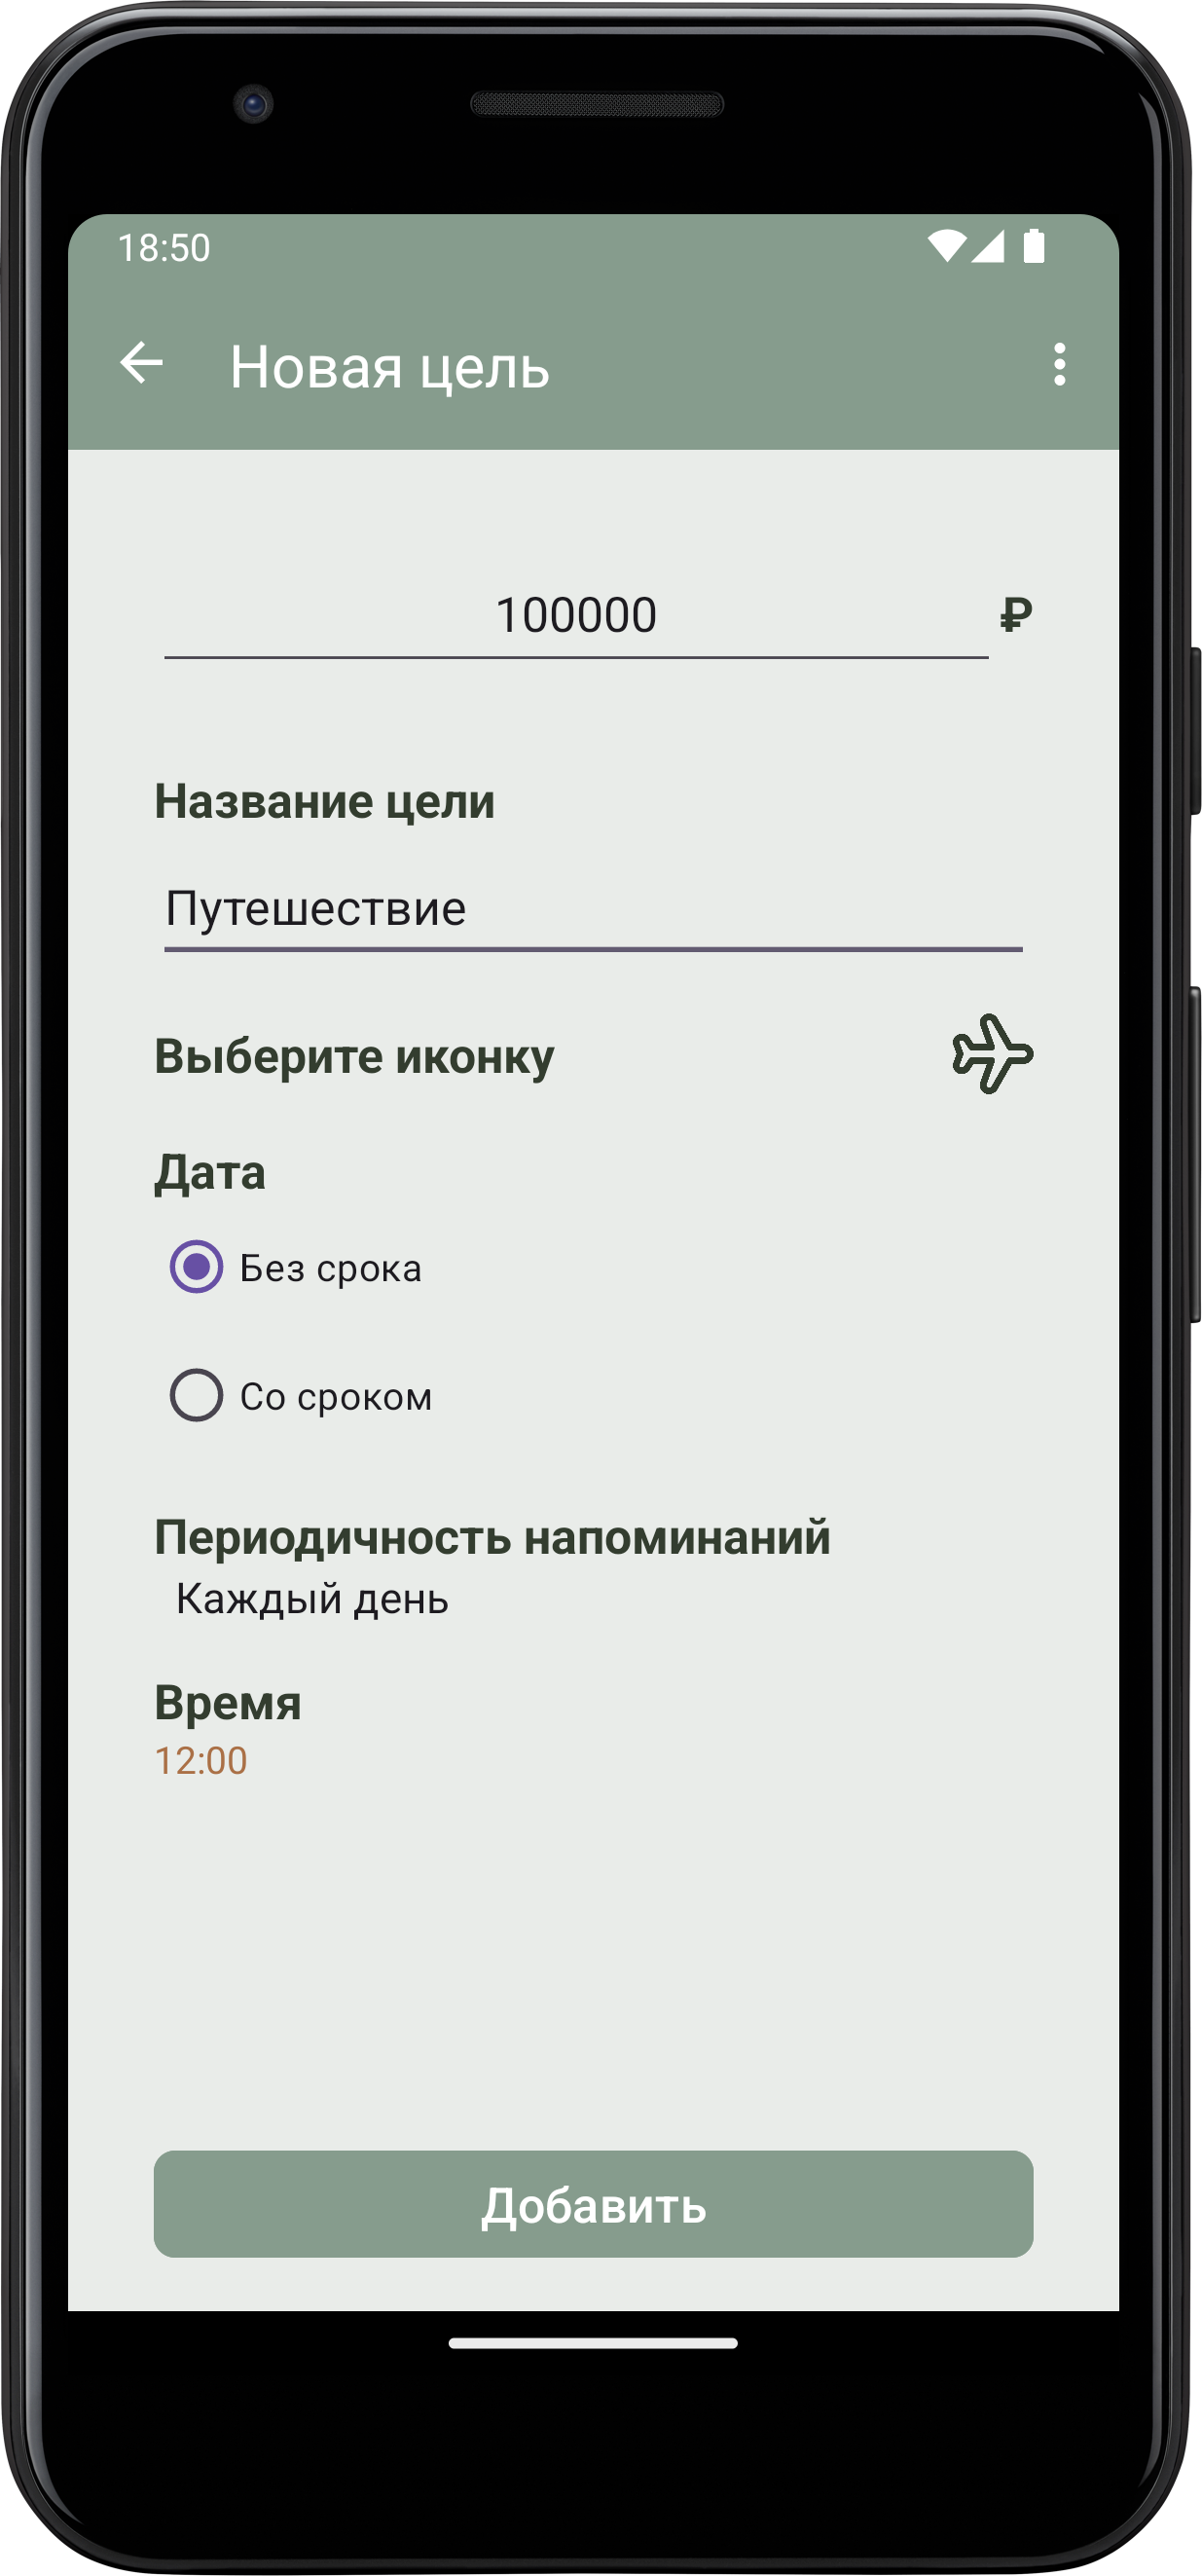 18:50
Новая цель
100000 ₽
Название цели
Путешествие
Выберите иконку
Дата
Без срока
Со сроком
Периодичность напоминаний
Каждый день
Время
12:00
Добавить